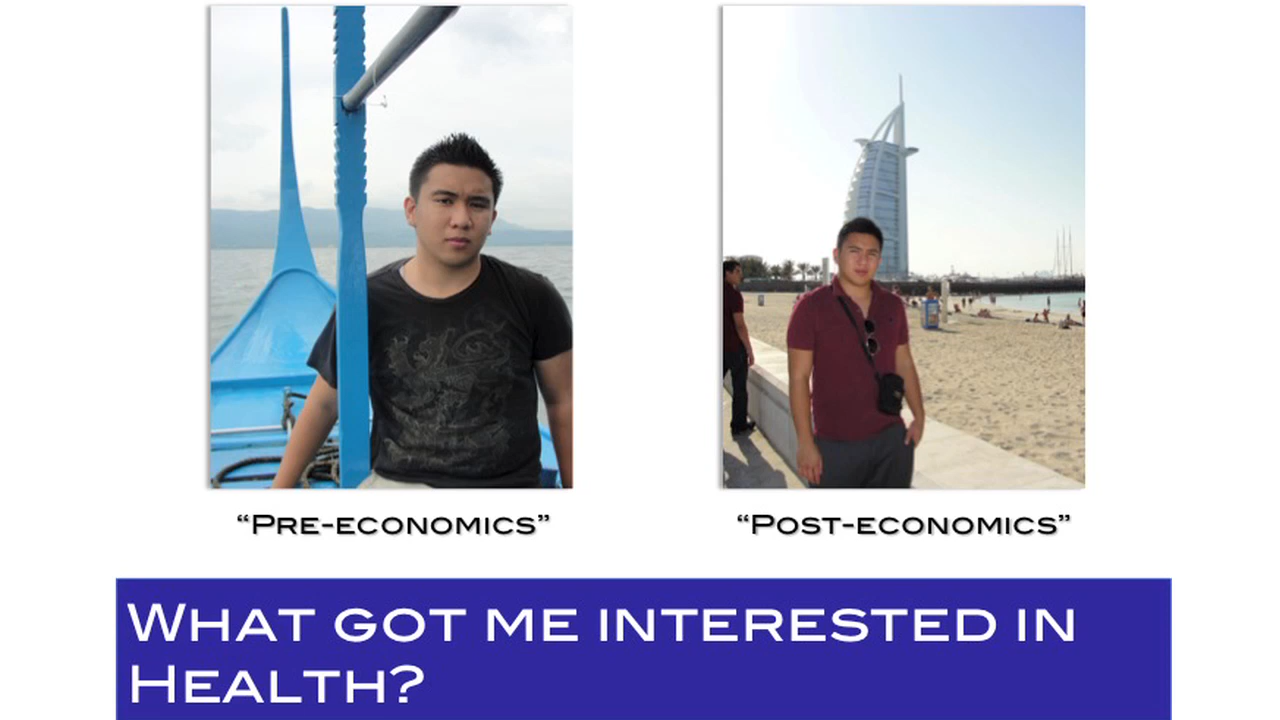 “Pre-economics”
“Post-economics”
What got me interested in
Health?